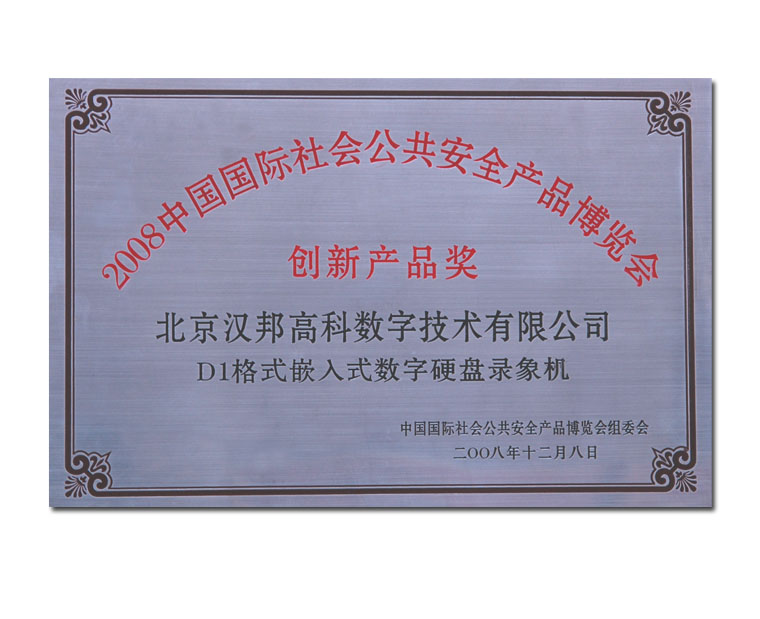 2008中国国际社会公共安全产品博览会
创新产品奖
北京汉邦高科数字技术有限公司
D1格式嵌入式数字硬盘录象机
中国国际社会公共安全产品博览会组委会
二OO八年十二月八日